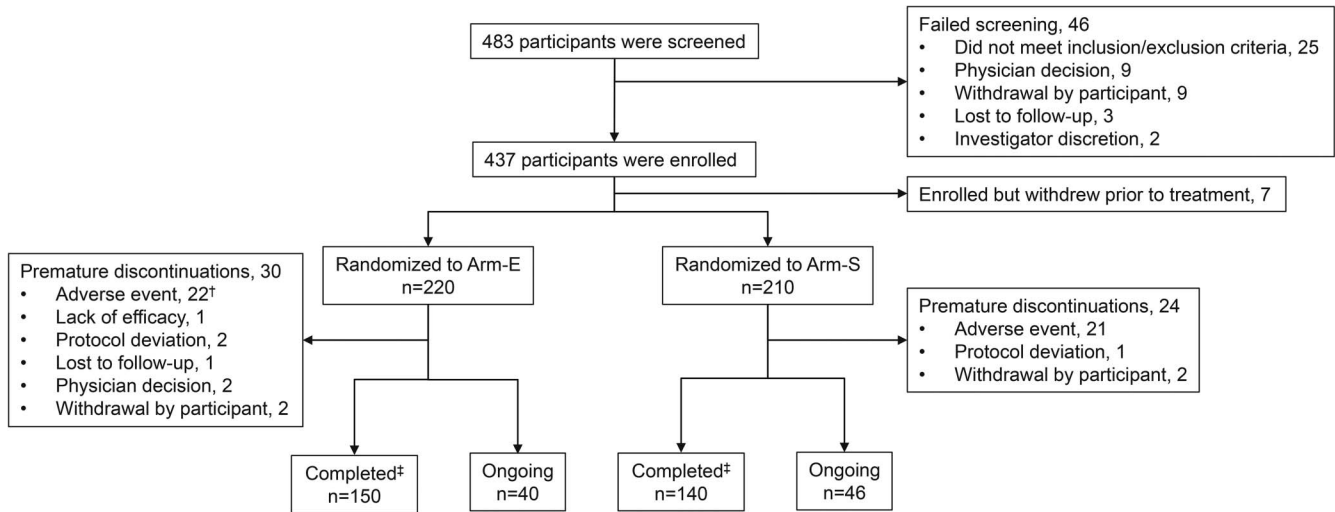 483 participants were screened
Failed screening, 46
• Did not meet inclusion/exclusion criteria, 25
• Physician decision, 9
• Withdrawal by participant, 9
• Lost to follow-up, 3
• Investigator discretion, 2
437 participants were enrolled
Enrolled but withdrew prior to treatment, 7
Randomized to Arm-E
n=220
Randomized to Arm-S
n=210
Premature discontinuations, 30
• Adverse event, 22†
• Lack of efficacy, 1
• Protocol deviation, 2
• Lost to follow-up, 1
• Physician decision, 2
• Withdrawal by participant, 2
Premature discontinuations, 24
• Adverse event, 21
• Protocol deviation, 1
• Withdrawal by participant, 2
Completed‡
n=150
Ongoing
n=40
Completed‡
n=140
Ongoing
n=46